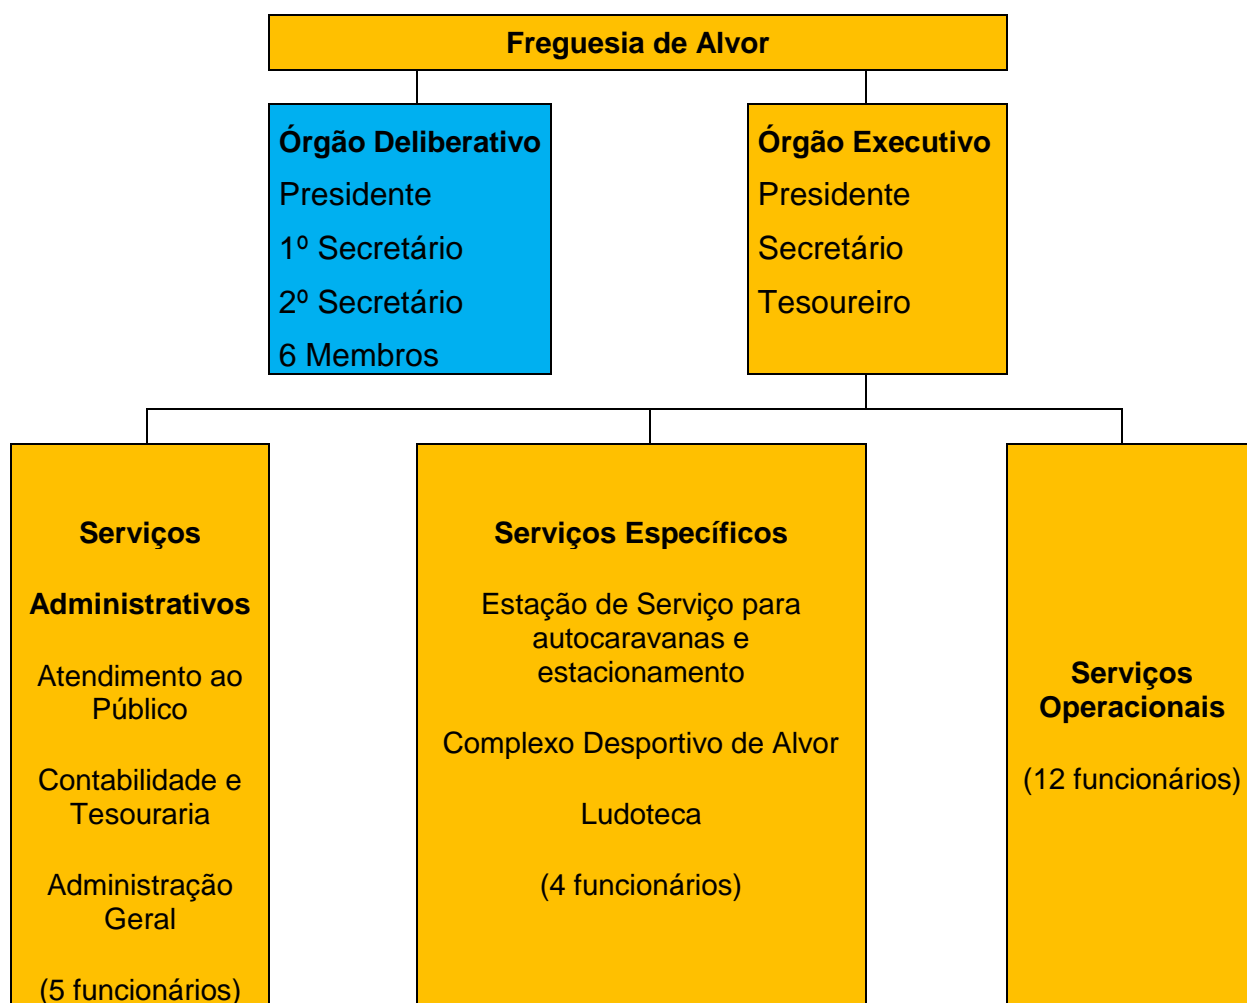 Freguesia de Alvor
Órgão Deliberativo
Presidente
1º Secretário
2º Secretário
6 Membros
Órgão Executivo
Presidente
Secretário
Tesoureiro
Serviços
Administrativos
Atendimento ao
Público
Contabilidade e
Tesouraria
Administração
Geral
(5 funcionários)
Serviços Específicos
Estação de Serviço para
autocaravanas e
estacionamento
Complexo Desportivo de Alvor
Ludoteca
(4 funcionários)
Serviços
Operacionais
(12 funcionários)